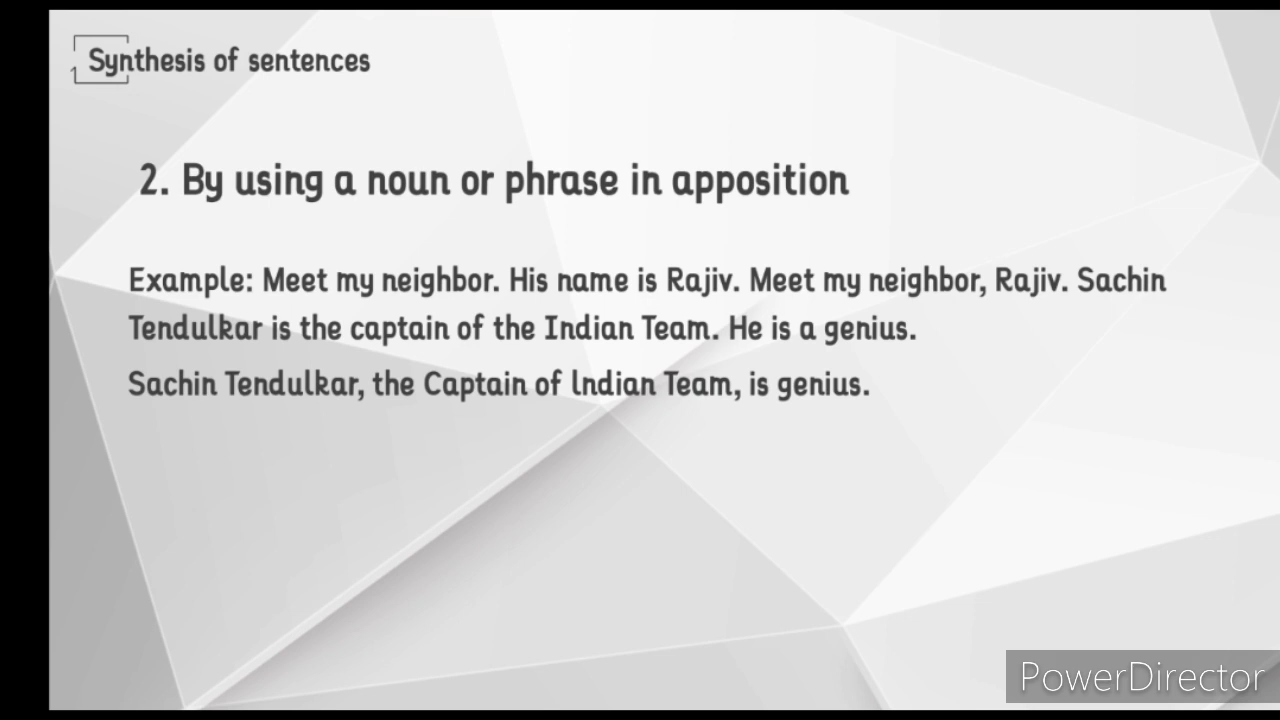 Synthesis of sentences
2. By using a noun or phrase in apposition
Example: Meet my neighbor. His name is Rajiv. Meet my neighbor, Rajiv. Sachin
Tendulkar is the captain of the Indian Team. He is a genius.
Sachin Tendulkar, the Captain of lndian Team, is genius.
PowerDirector